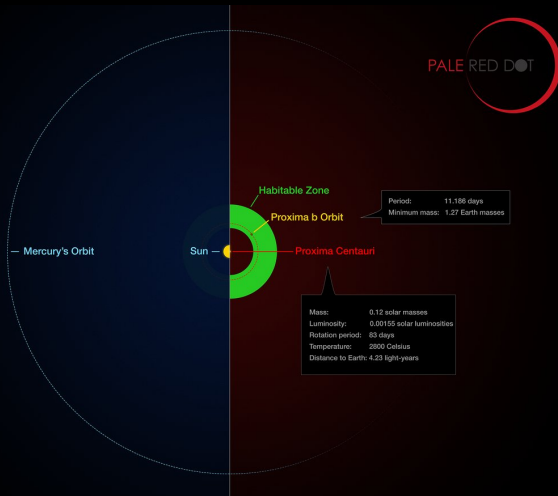 PALE RED DOT
Habitable Zone
Period: 11.186 days
Minimum mass: 1.27 Earth masses
Proxima b Orbit
Mercury's Orbit
Sun
Proxima Centauri
Mass: 0.12 solar masses
Luminosity: 0.00155 solar luminosities
Rotation period: 83 days
Temperature: 2800 Celsius
Distance to Earth: 4.23 light-years